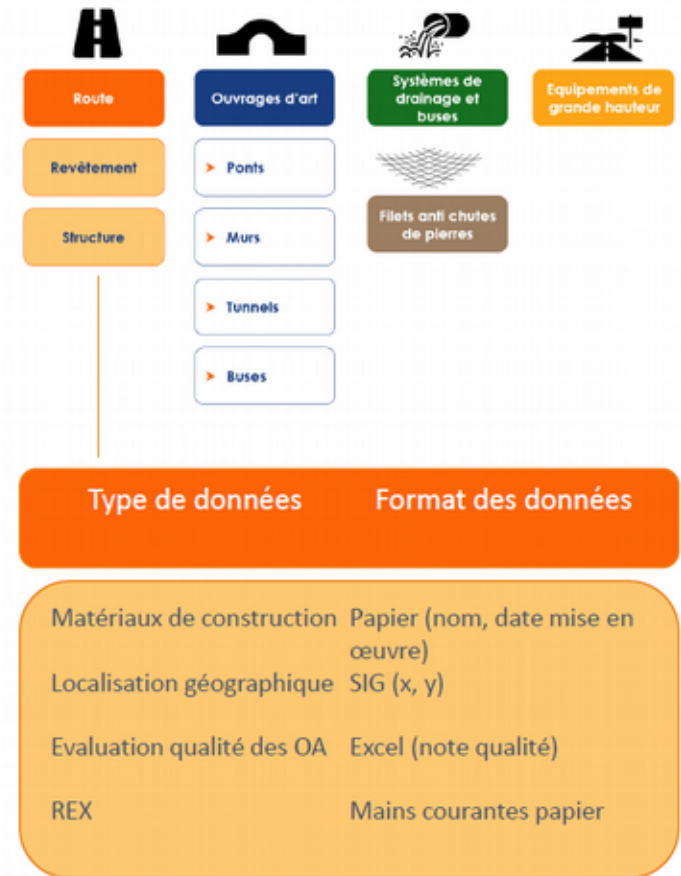 Route
Ouvrages d'art
Systèmes de
drainage et
buses
Equipements de
grande hauteur
Revêtement
Ponts
Filets anti chutes
de pierres
Structure
Murs
Tunnels
Buses
Type de données
Format des données
Matériaux de construction
Papier (nom, date mise en
œuvre)
Localisation géographique
SIG (x, y)
Evaluation qualité des OA
Excel (note qualité)
REX
Mains courantes papier